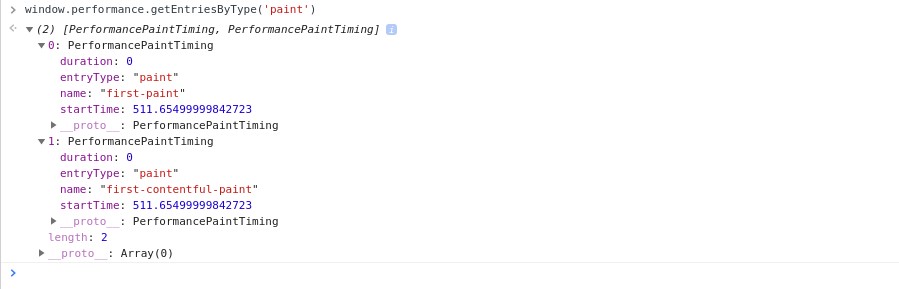 window.performance.getEntriesByType('paint')
(2) [PerformancePaintTiming, PerformancePaintTiming] i
0: PerformancePaintTiming
duration: 0
entryType: "paint"
name: "first-paint"
startTime: 511.65499999842723
__proto__: PerformancePaintTiming
1: PerformancePaintTiming
duration: 0
entryType: "paint"
name: "first-contentful-paint"
startTime: 511.65499999842723
__proto__: PerformancePaintTiming
length: 2
__proto__: Array(0)